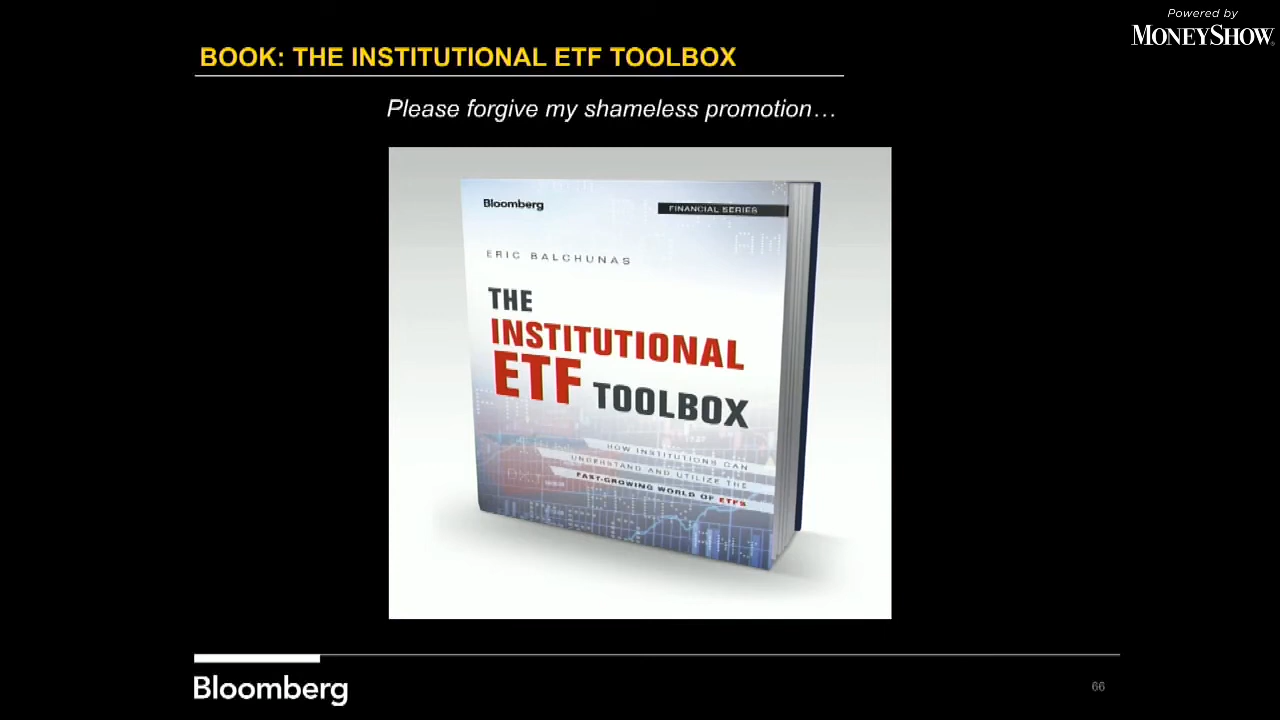 Powered by
MONEYSHOW
BOOK: THE INSTITUTIONAL ETF TOOLBOX
Please forgive my shameless promotion…
Bloomberg
FINANCIAL SERIES
ERIC BALCHUNAS
THE
INSTITUTIONAL
ETF TOOLBOX
HOW INSTITUTIONS CAN
UNDERSTAND AND UTILIZE THE
FAST-GROWING WORLD OF ETFS
Bloomberg
66